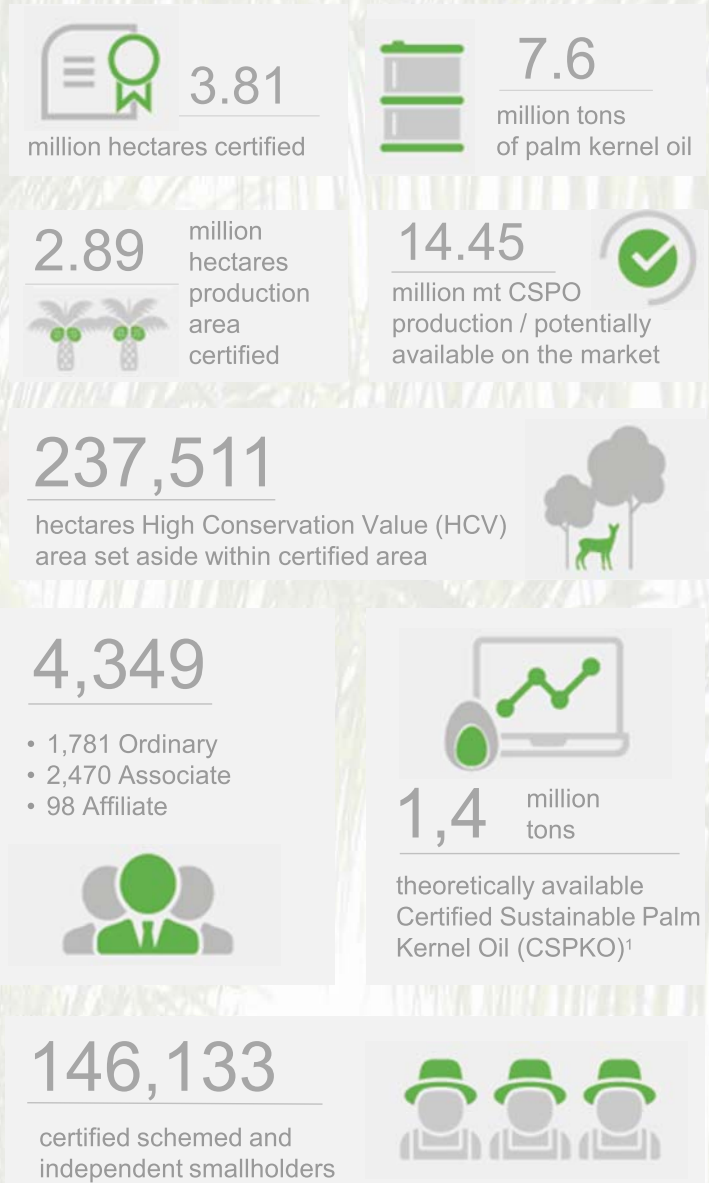 3.81
million hectares certified
7.6
million tons
of palm kernel oil
2.89
million
hectares
production
area
certified
14.45
million mt CSPO
production / potentially
available on the market
237,511
hectares High Conservation Value (HCV)
area set aside within certified area
4,349
• 1,781 Ordinary
• 2,470 Associate
• 98 Affiliate
1,4
million
tons
theoretically available
Certified Sustainable Palm
Kernel Oil (CSPKO)¹
146,133
certified schemed and
independent smallholders